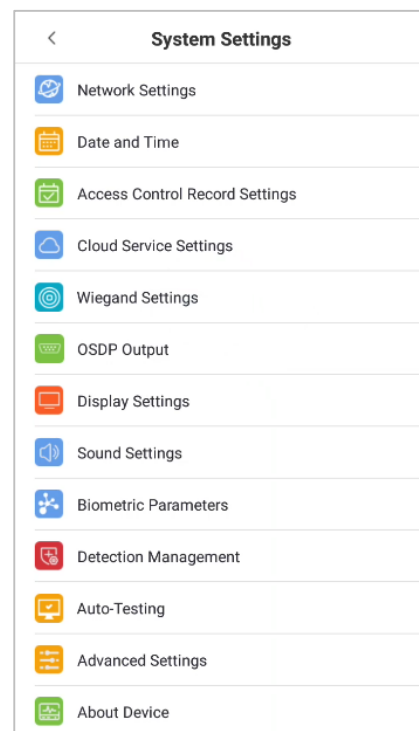 System Settings
Network Settings
Date and Time
Access Control Record Settings
Cloud Service Settings
Wiegand Settings
OSDP Output
Display Settings
Sound Settings
Biometric Parameters
Detection Management
Auto-Testing
Advanced Settings
About Device